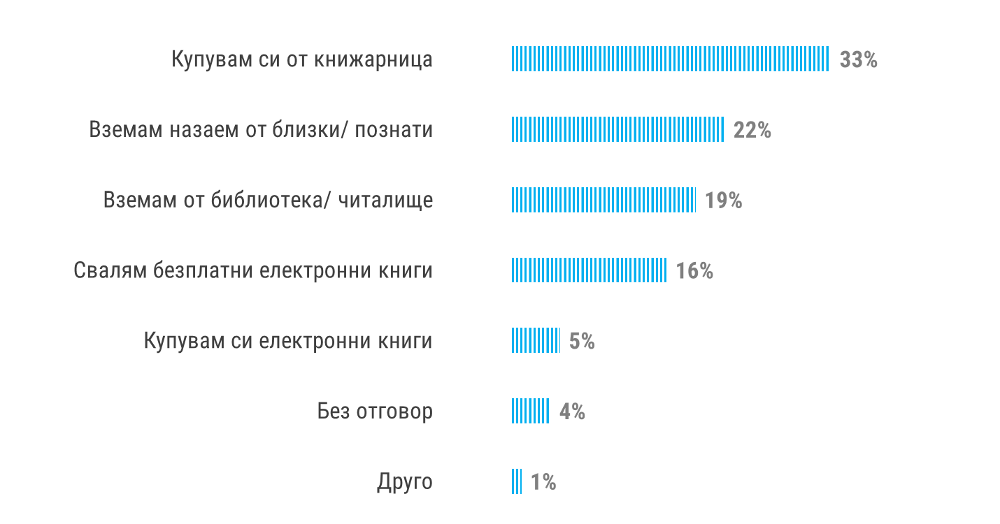 Купувам си от книжарница 33%
Вземам назаем от близки/ познати 22%
Вземам от библиотека/ читалище 19%
Свалям безплатни електронни книги 16%
Купувам си електронни книги 5%
Без отговор 4%
Друго 1%